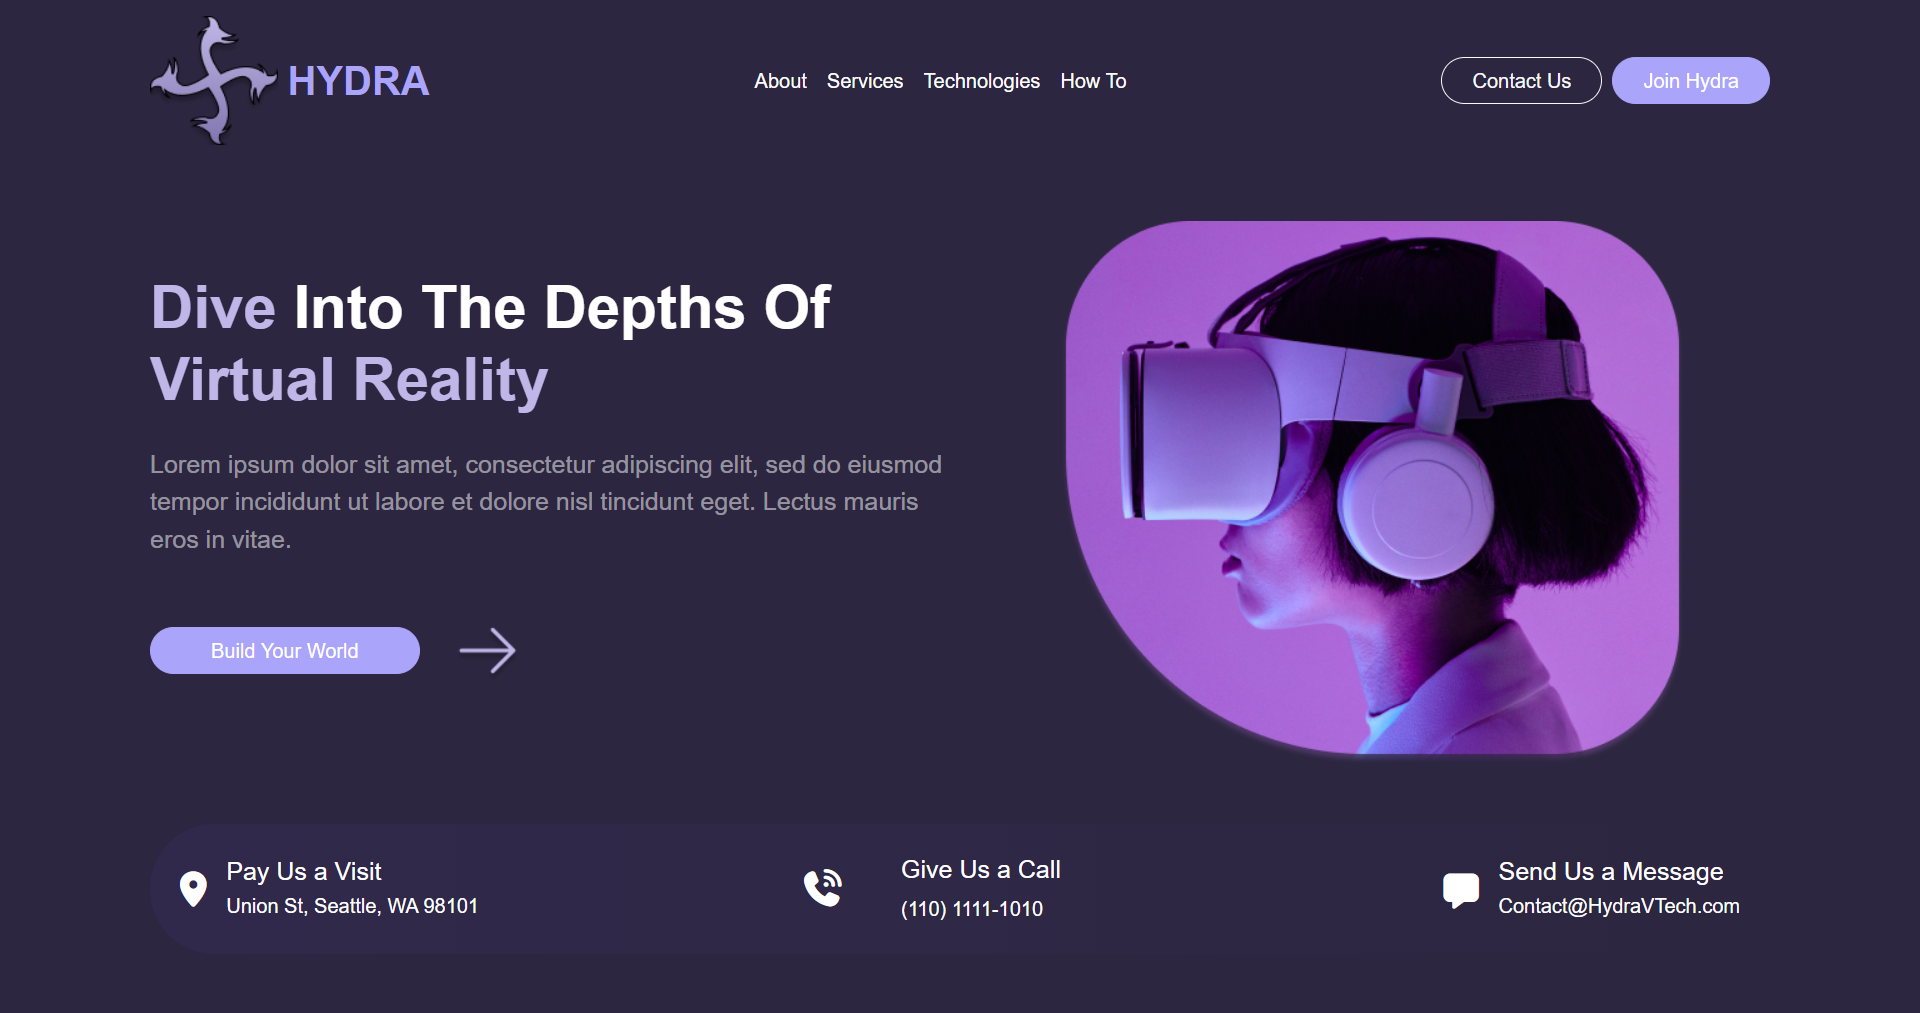 HYDRA
About Services Technologies How To
Contact Us
Join Hydra
Dive Into The Depths Of
Virtual Reality
Lorem ipsum dolor sit amet, consectetur adipiscing elit, sed do eiusmod
tempor incididunt ut labore et dolore nisl tincidunt eget. Lectus mauris
eros in vitae.
Build Your World
Pay Us a Visit
Union St, Seattle, WA 98101
Give Us a Call
(110) 1111-1010
Send Us a Message
Contact@HydraVTech.com